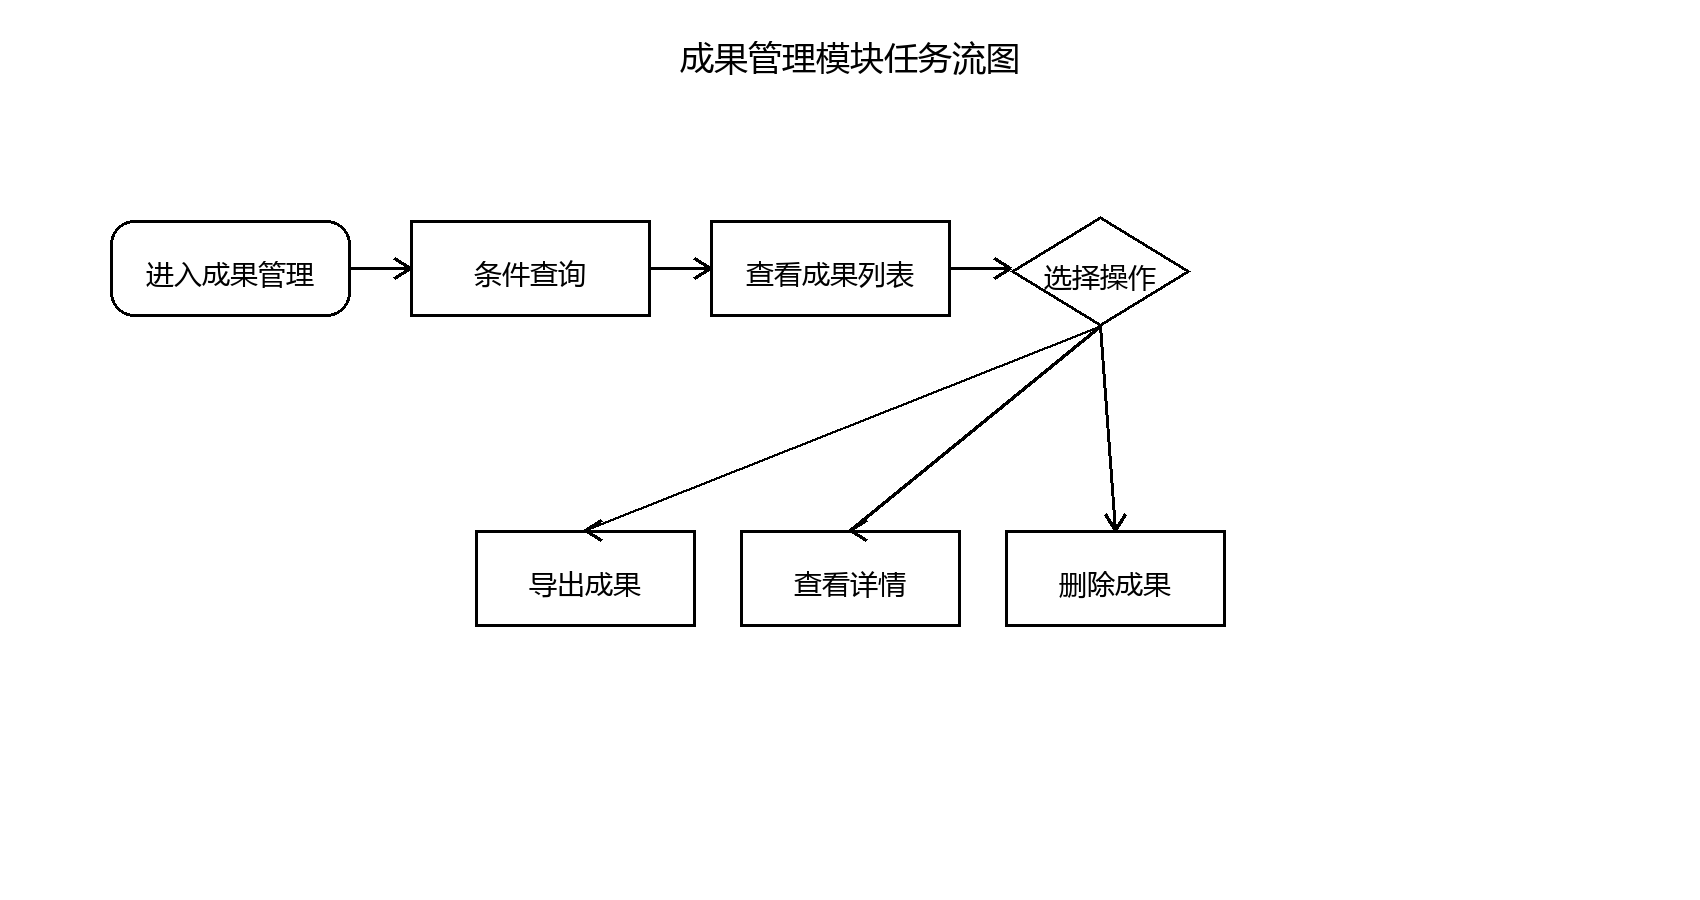 成果管理模块任务流图
进入成果管理
条件查询
查看成果列表
选择操作
导出成果
查看详情
删除成果